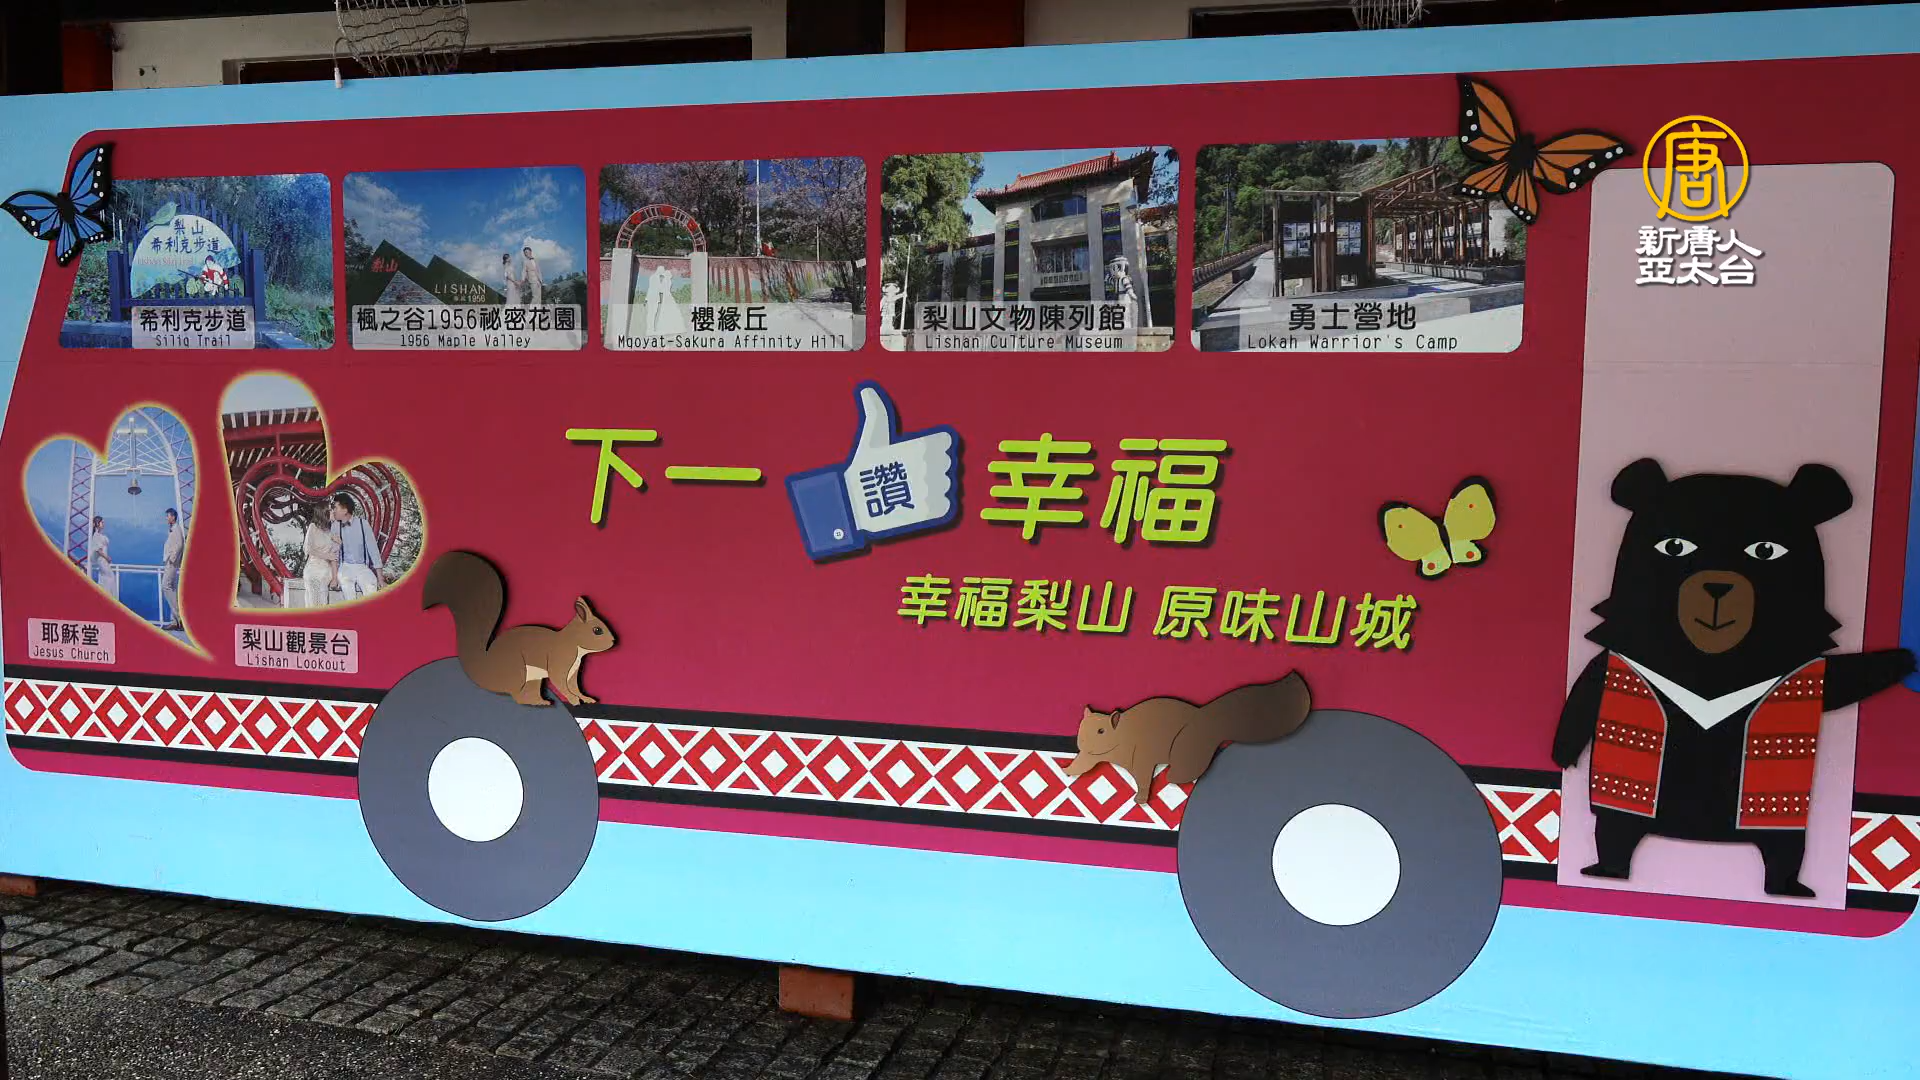 唐
新唐人
亞太台
梨山
希利克步道
希利克步道
Siliq Trail
梨山
LISHAN
1956
楓之谷1956祕密花園
1956 Maple Valley
櫻緣丘
Mqoyat-Sakura Affinity Hill
梨山文物陳列館
Lishan Culture Museum
勇士營地
Lokah Warrior's Camp
下一讚幸福
幸福梨山 原味山城
耶穌堂
Jesus Church
梨山觀景台
Lishan Lookout